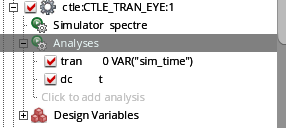 ctle:CTLE_TRAN_EYE:1
Simulator spectre
Analyses
tran 0 VAR("sim_time")
dc t
Click to add analysis
Design Variables